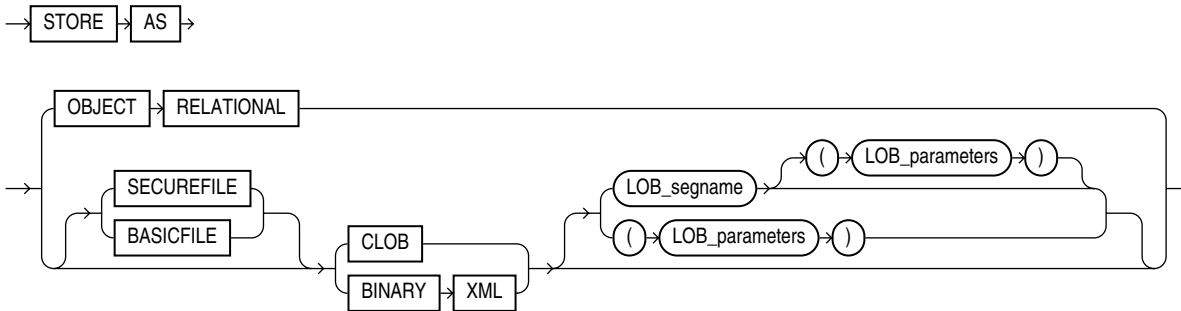 STORE AS
OBJECT RELATIONAL
( LOB_parameters )
SECUREFILE LOB_segname
BASICFILE CLOB ( LOB_parameters )
BINARY XML